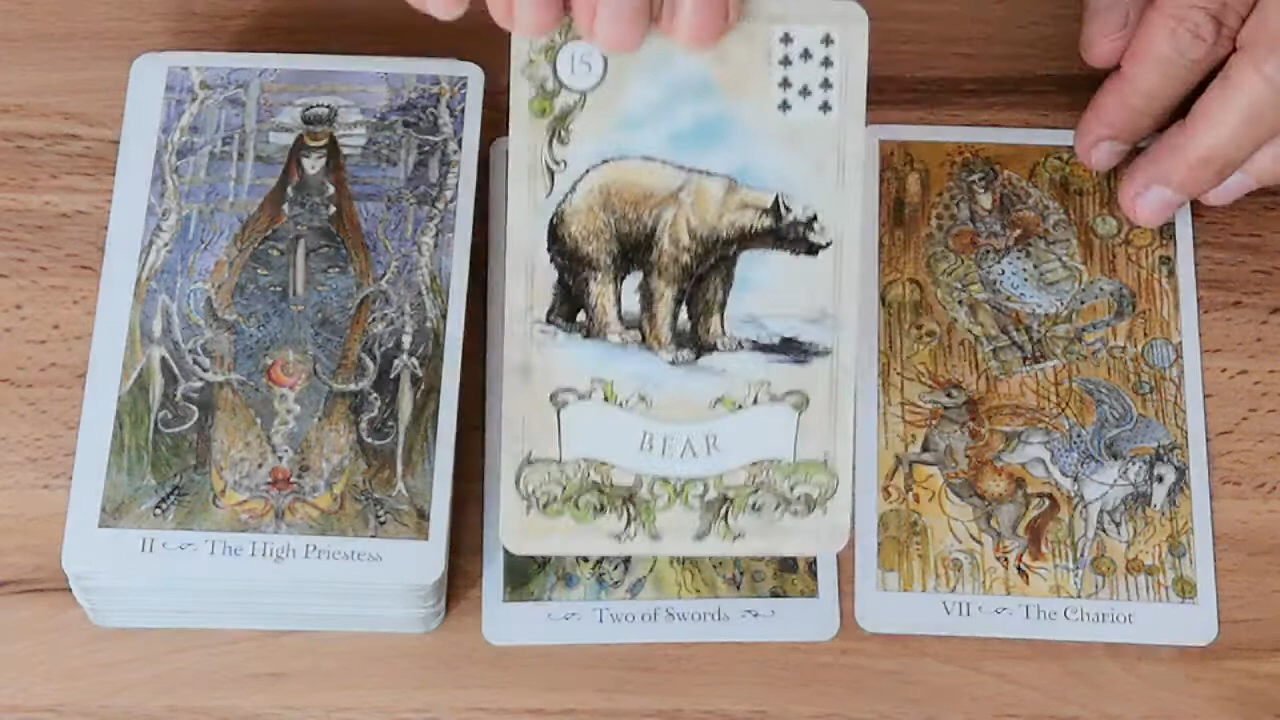 15
BEAR
II The High Priestess
Two of Swords
VII The Chariot